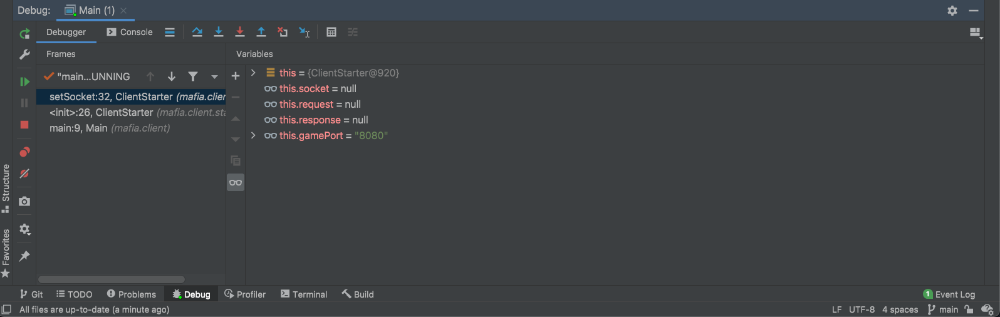 Debug: Main (1)
Debugger Console
Frames
Variables
"main...UNNING
setSocket:32, ClientStarter (mafia.clien
<init>:26, ClientStarter (mafia.client.sta
main:9, Main (mafia.client)
this = {ClientStarter@920}
this.socket = null
this.request = null
this.response = null
this.gamePort = "8080"
Structure
Favorites
Git TODO Problems Debug Profiler Terminal Build 1 Event Log
All files are up-to-date (a minute ago) LF UTF-8 4 spaces main